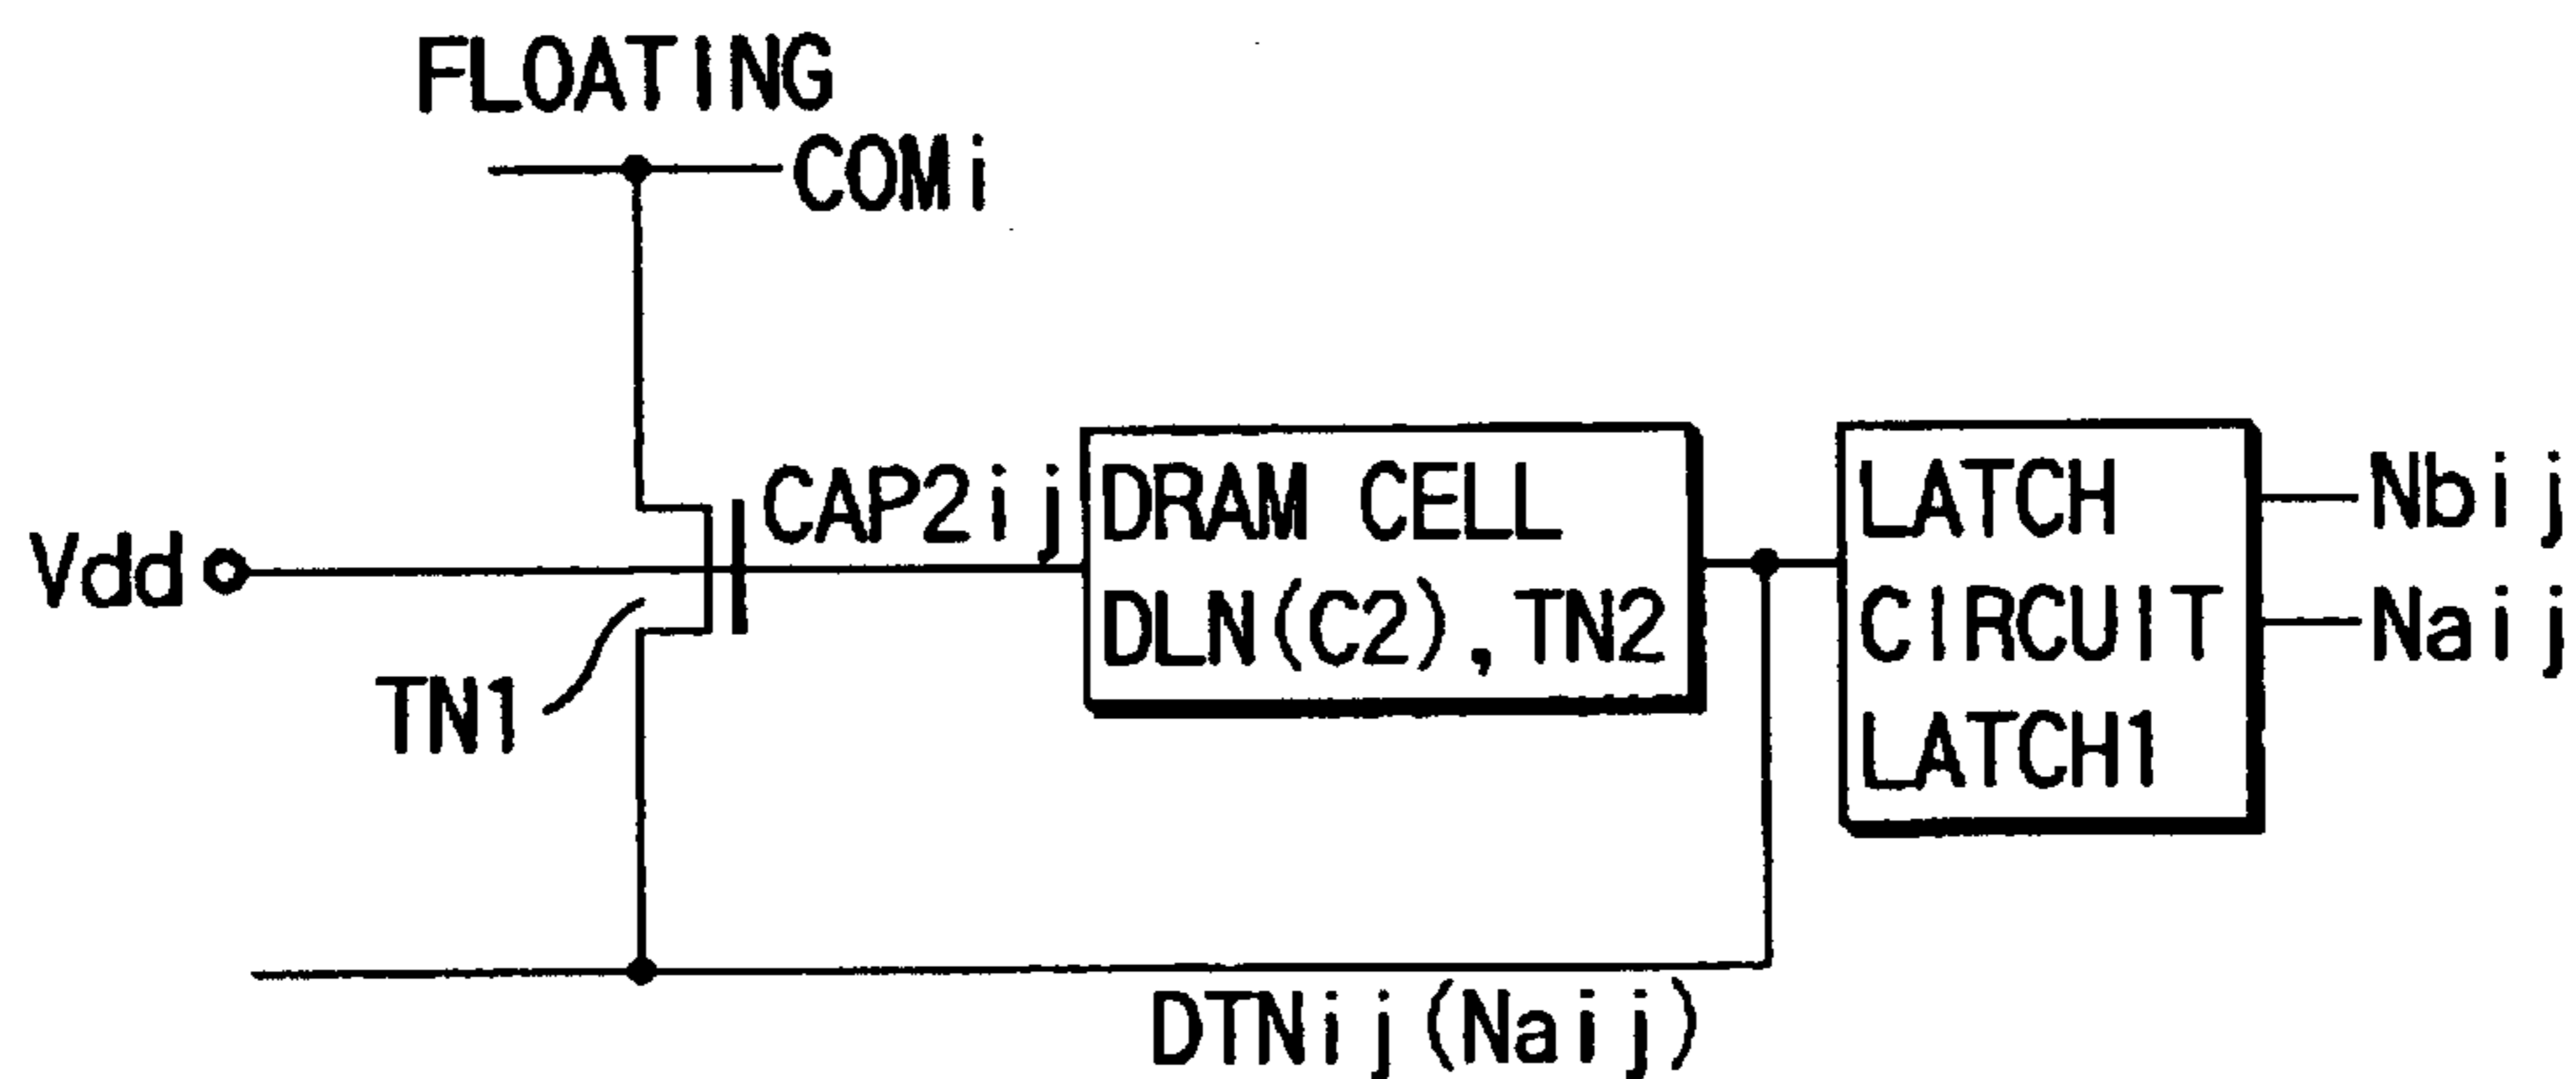 FLOATING
COMi
Vdd
TN1
CAP2ij
DRAM CELL
DLN(C2),TN2
LATCH
CIRCUIT
LATCH1
Nbij
Naij
DTNij(Naij)